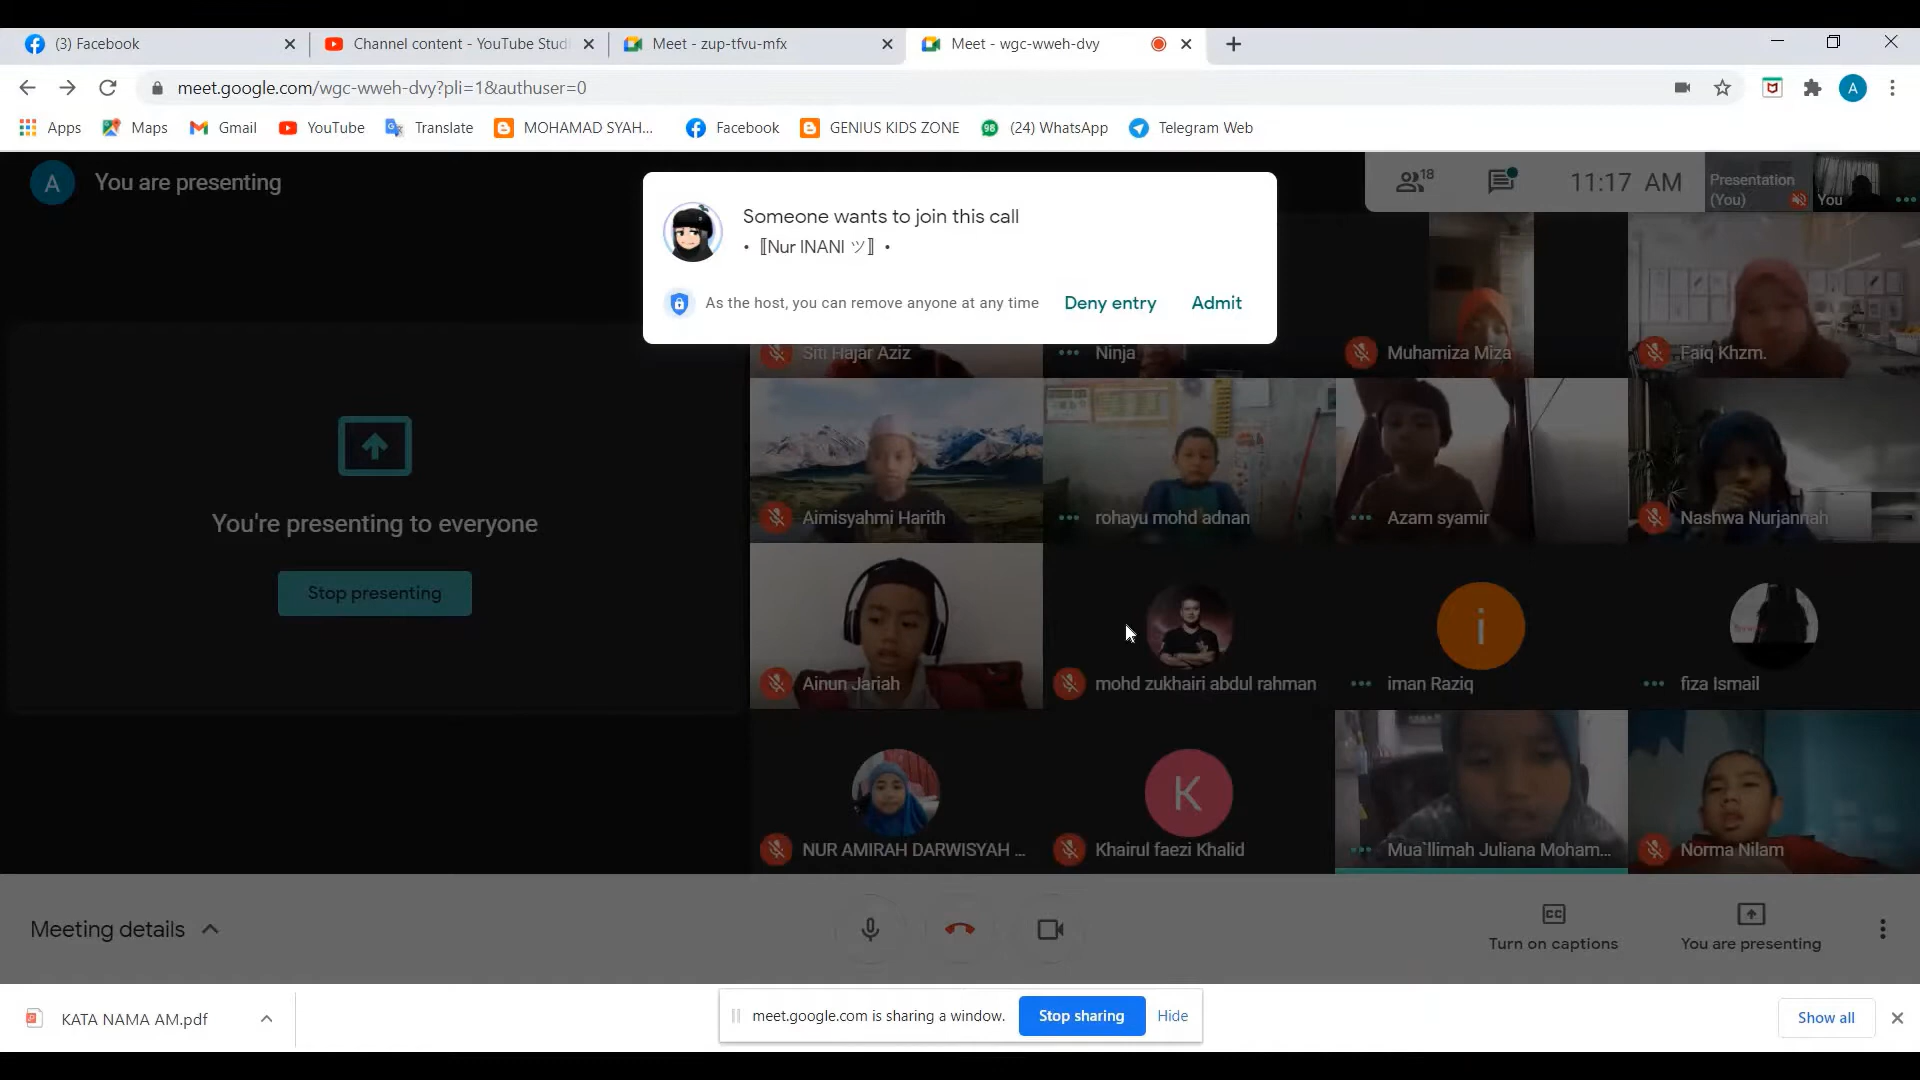 (3) Facebook
Channel content - YouTube Stud
Meet - zup-tfvu-mfx
Meet - wgc-wweh-dvy
meet.google.com/wgc-wweh-dvy?pli=1&authuser=0
A
Apps
Maps
Gmail
YouTube
Translate
MOHAMAD SYAH...
Facebook
GENIUS KIDS ZONE
98
(24) WhatsApp
Telegram Web
A
You are presenting
Someone wants to join this call
• 〚Nur INANI ツ〛 •
As the host, you can remove anyone at any time
Deny entry
Admit
18
11:17 AM
Presentation
(You)
You
Siti Hajar Aziz
Ninja
Muhamiza Miza
Faiq Khzm.
You're presenting to everyone
Stop presenting
Aimisyahmi Harith
rohayu mohd adnan
Azam syamir
Nashwa Nurjannah
Ainun Jariah
mohd zukhairi abdul rahman
i
iman Raziq
fiza Ismail
NUR AMIRAH DARWISYAH ...
K
Khairul faezi Khalid
Mua`llimah Juliana Moham...
Norma Nilam
Meeting details
CC
Turn on captions
You are presenting
KATA NAMA AM.pdf
meet.google.com is sharing a window.
Stop sharing
Hide
Show all